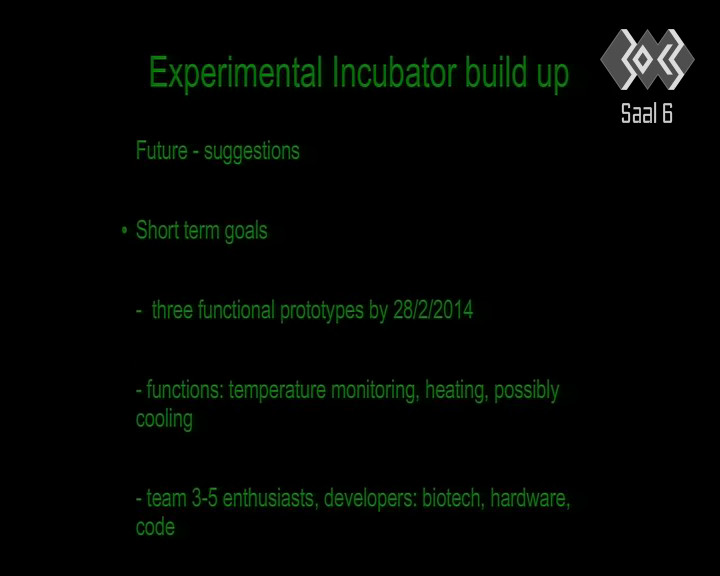 Experimental Incubator build up
Saal 6
Future - suggestions
• Short term goals
- three functional prototypes by 28/2/2014
- functions: temperature monitoring, heating, possibly
cooling
- team 3-5 enthusiasts, developers: biotech, hardware,
code